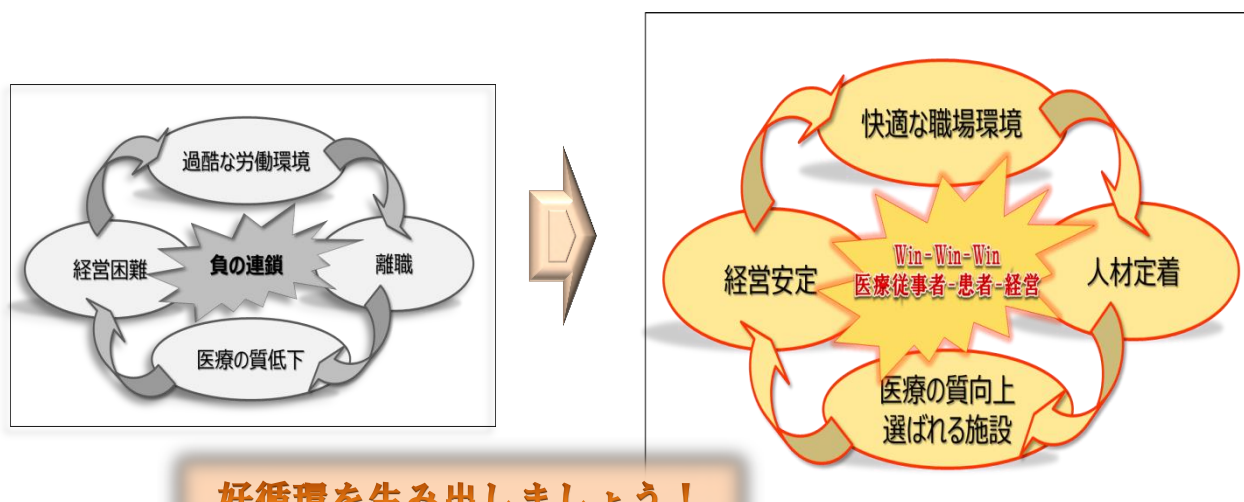 過酷な労働環境
経営困難
負の連鎖
離職
医療の質低下
快適な職場環境
経営安定
Win-Win-Win
医療従事者-患者-経営
人材定着
医療の質向上
選ばれる施設
好循環を生み出しましょう！